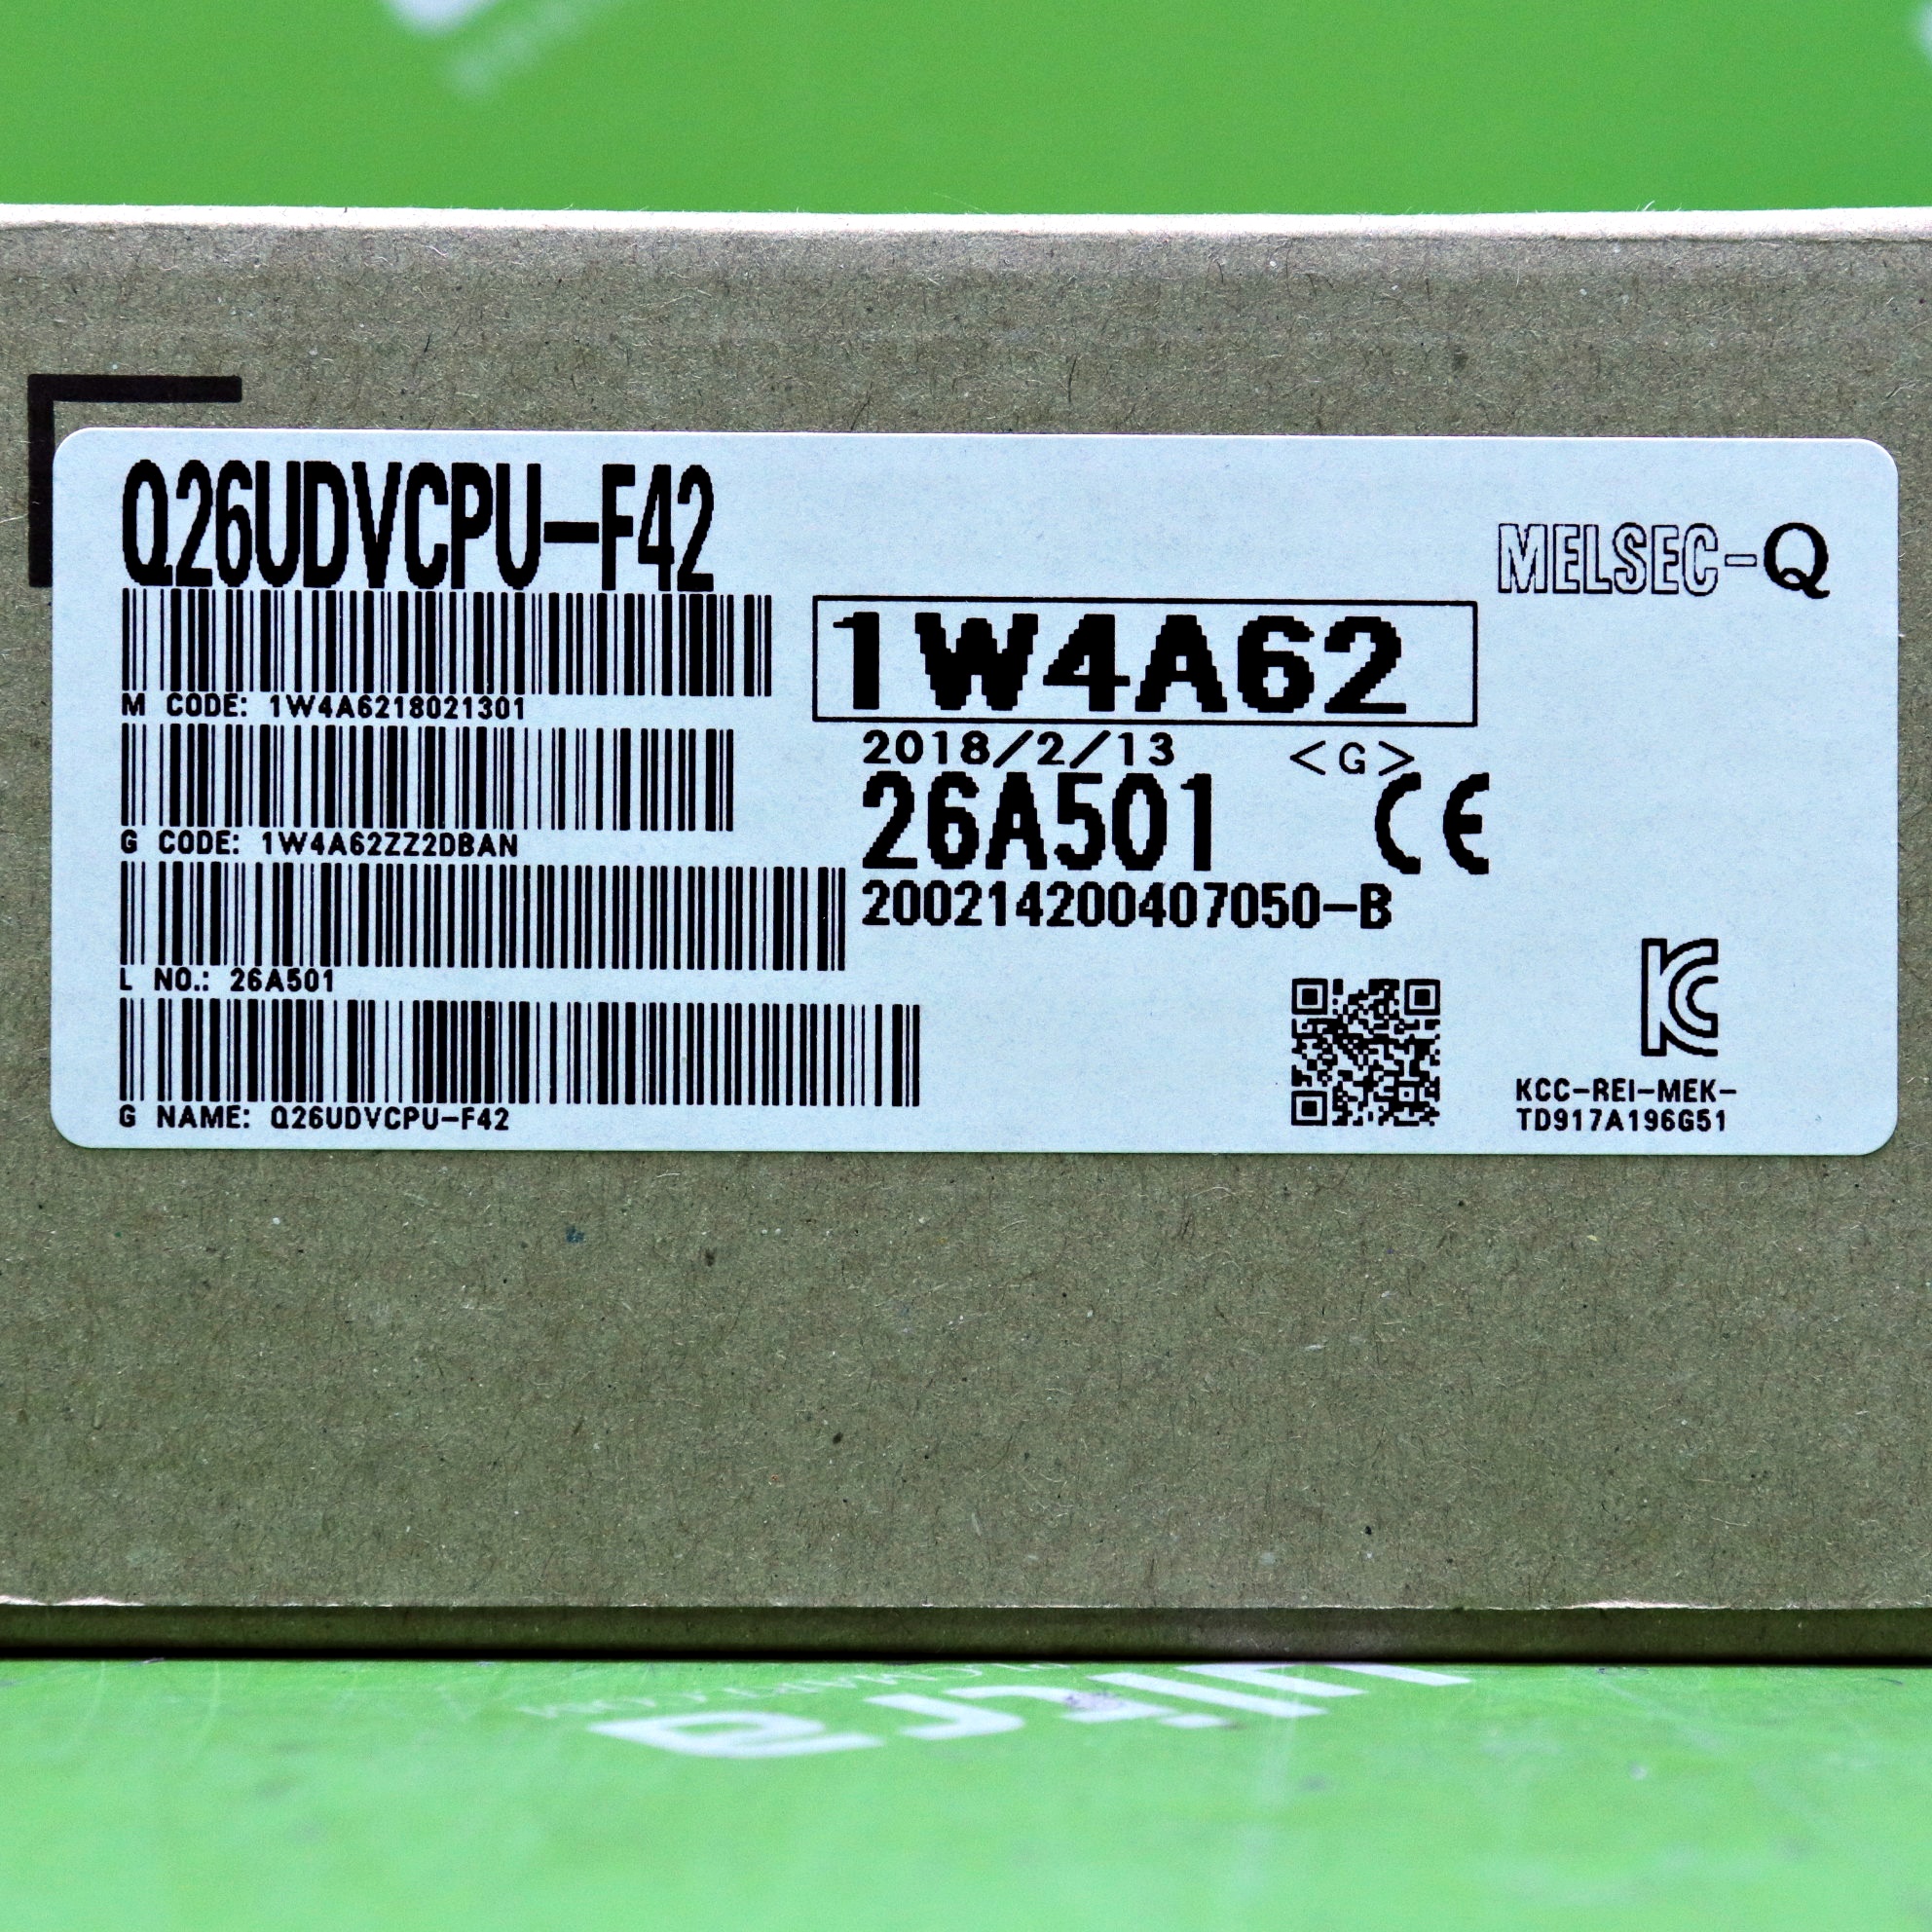 Q26UDVCPU-F42
MELSEC-Q
M CODE: 1W4A6218021301
1W4A62
2018/2/13 <G>
G CODE: 1W4A62ZZ2DBAN
26A501 CE
200214200407050-B
L NO.: 26A501
KC
G NAME: Q26UDVCPU-F42
KCC-REI-MEK-
TD917A196G51